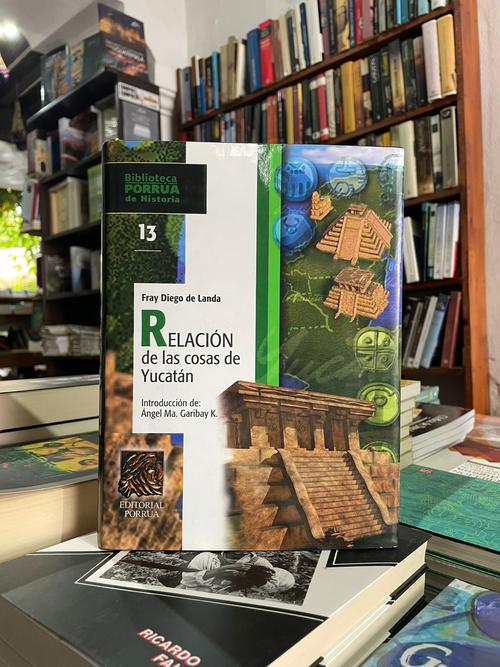 Biblioteca
PORRÚA
de Historia
13
Fray Diego de Landa
RELACIÓN
de las cosas de
Yucatán
Introducción de:
Ángel Ma. Garibay K.
EDITORIAL
PORRÚA
RICARDO